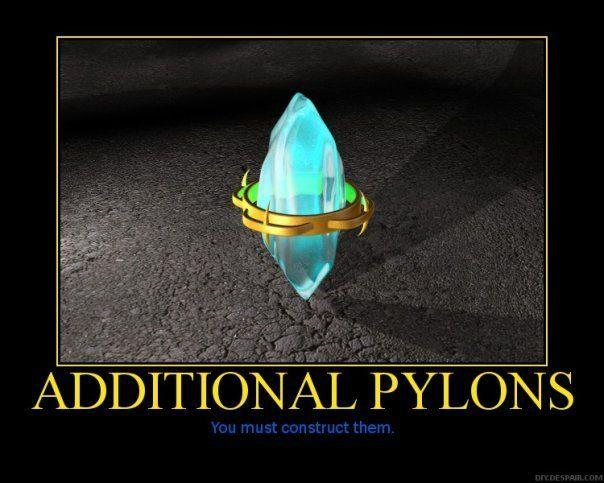 ADDITIONAL PYLONS
You must construct them.
DIY.DESPAIR.COM